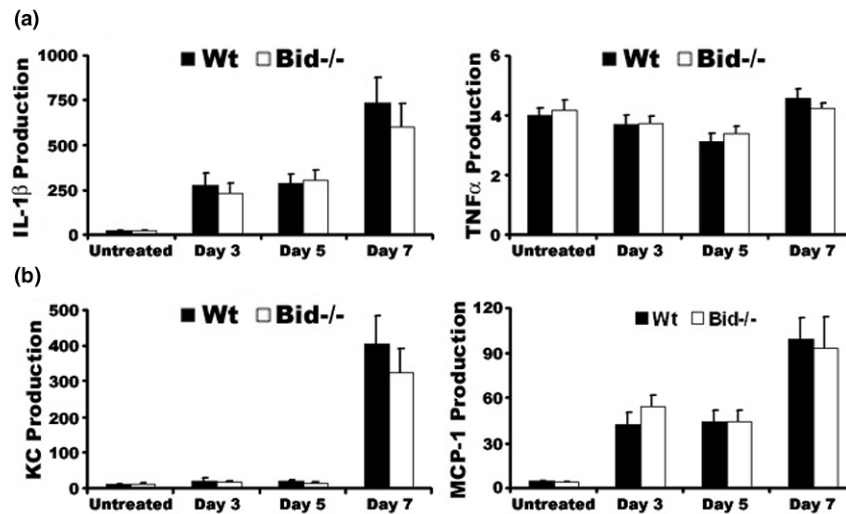 (a)
IL-1β Production
1000
750
500
250
0
Wt Bid-/-
Untreated Day 3 Day 5 Day 7
TNFα Production
6
4
2
0
Wt Bid-/-
Untreated Day 3 Day 5 Day 7
(b)
KC Production
500
400
300
200
100
0
Wt Bid-/-
Untreated Day 3 Day 5 Day 7
MCP-1 Production
120
90
60
30
0
Wt Bid-/-
Untreated Day 3 Day 5 Day 7